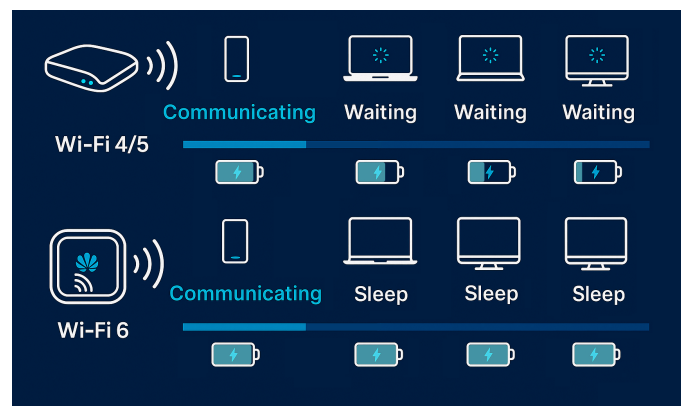 Communicating
Waiting
Waiting
Waiting
Wi-Fi 4/5
Communicating
Sleep
Sleep
Sleep
Wi-Fi 6